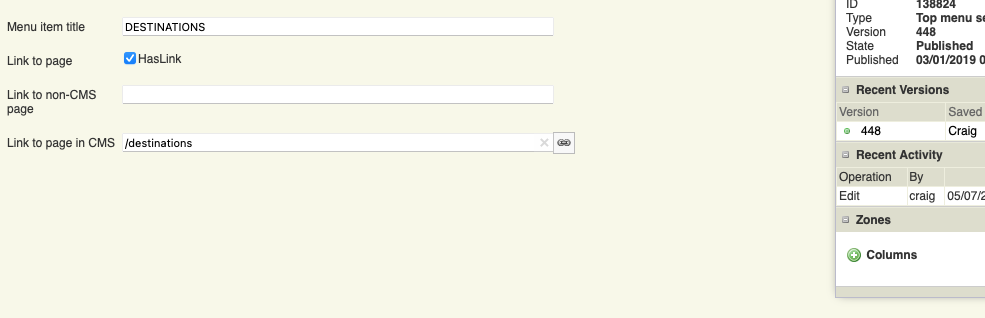 Menu item title DESTINATIONS
Link to page HasLink
Link to non-CMS
page
Link to page in CMS /destinations
ID 138824
Type Top menu se
Version 448
State Published
Published 03/01/2019 0
Recent Versions
Version Saved
448 Craig
Recent Activity
Operation By
Edit craig 05/07/2
Zones
Columns